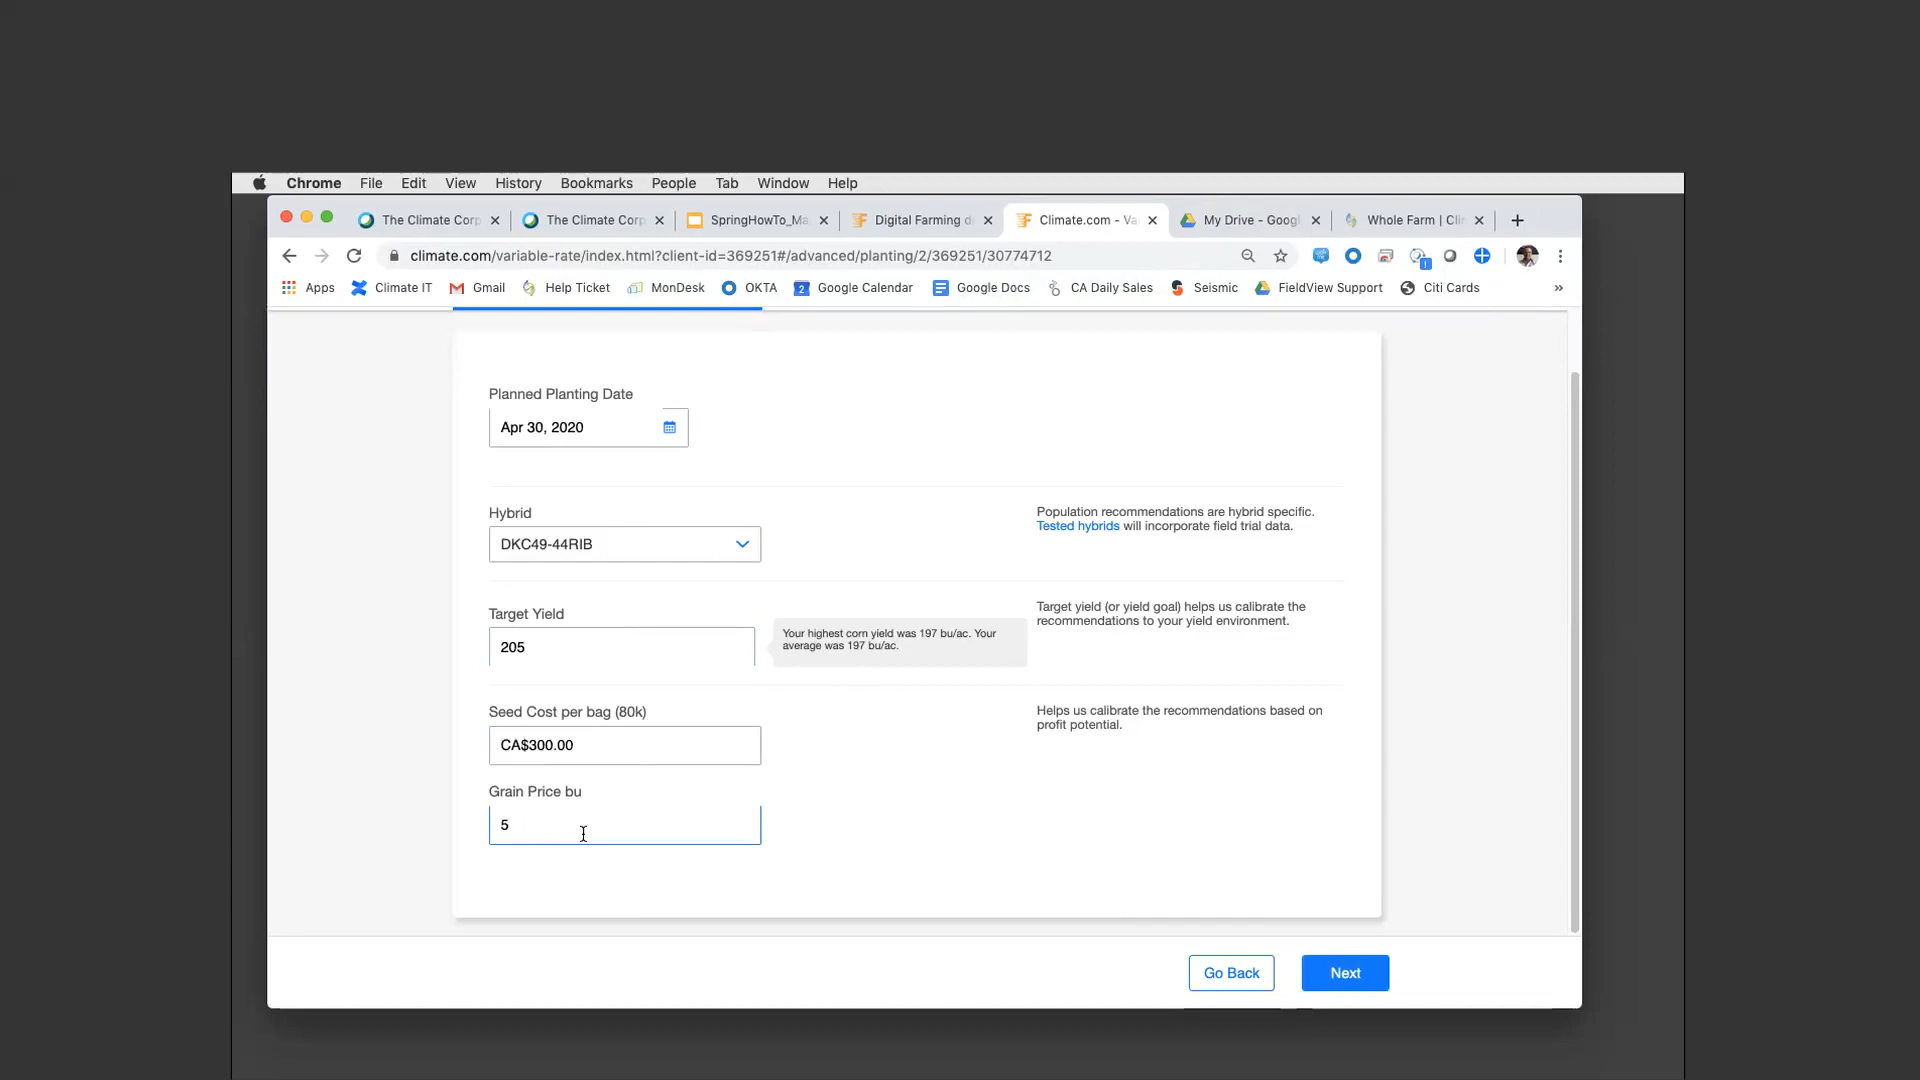 Chrome File Edit View History Bookmarks People Tab Window Help
The Climate Corp The Climate Corp SpringHowTo_Ma Digital Farming d Climate.com - Va My Drive - Googl Whole Farm | Cli
climate.com/variable-rate/index.html?client-id=369251#/advanced/planting/2/369251/30774712
Apps Climate IT Gmail Help Ticket MonDesk OKTA 2 Google Calendar Google Docs CA Daily Sales Seismic FieldView Support Citi Cards »
Planned Planting Date
Apr 30, 2020
Hybrid
DKC49-44RIB
Population recommendations are hybrid specific.
Tested hybrids will incorporate field trial data.
Target Yield
205
Your highest corn yield was 197 bu/ac. Your
average was 197 bu/ac.
Target yield (or yield goal) helps us calibrate the
recommendations to your yield environment.
Seed Cost per bag (80k)
CA$300.00
Helps us calibrate the recommendations based on
profit potential.
Grain Price bu
5
Go Back Next